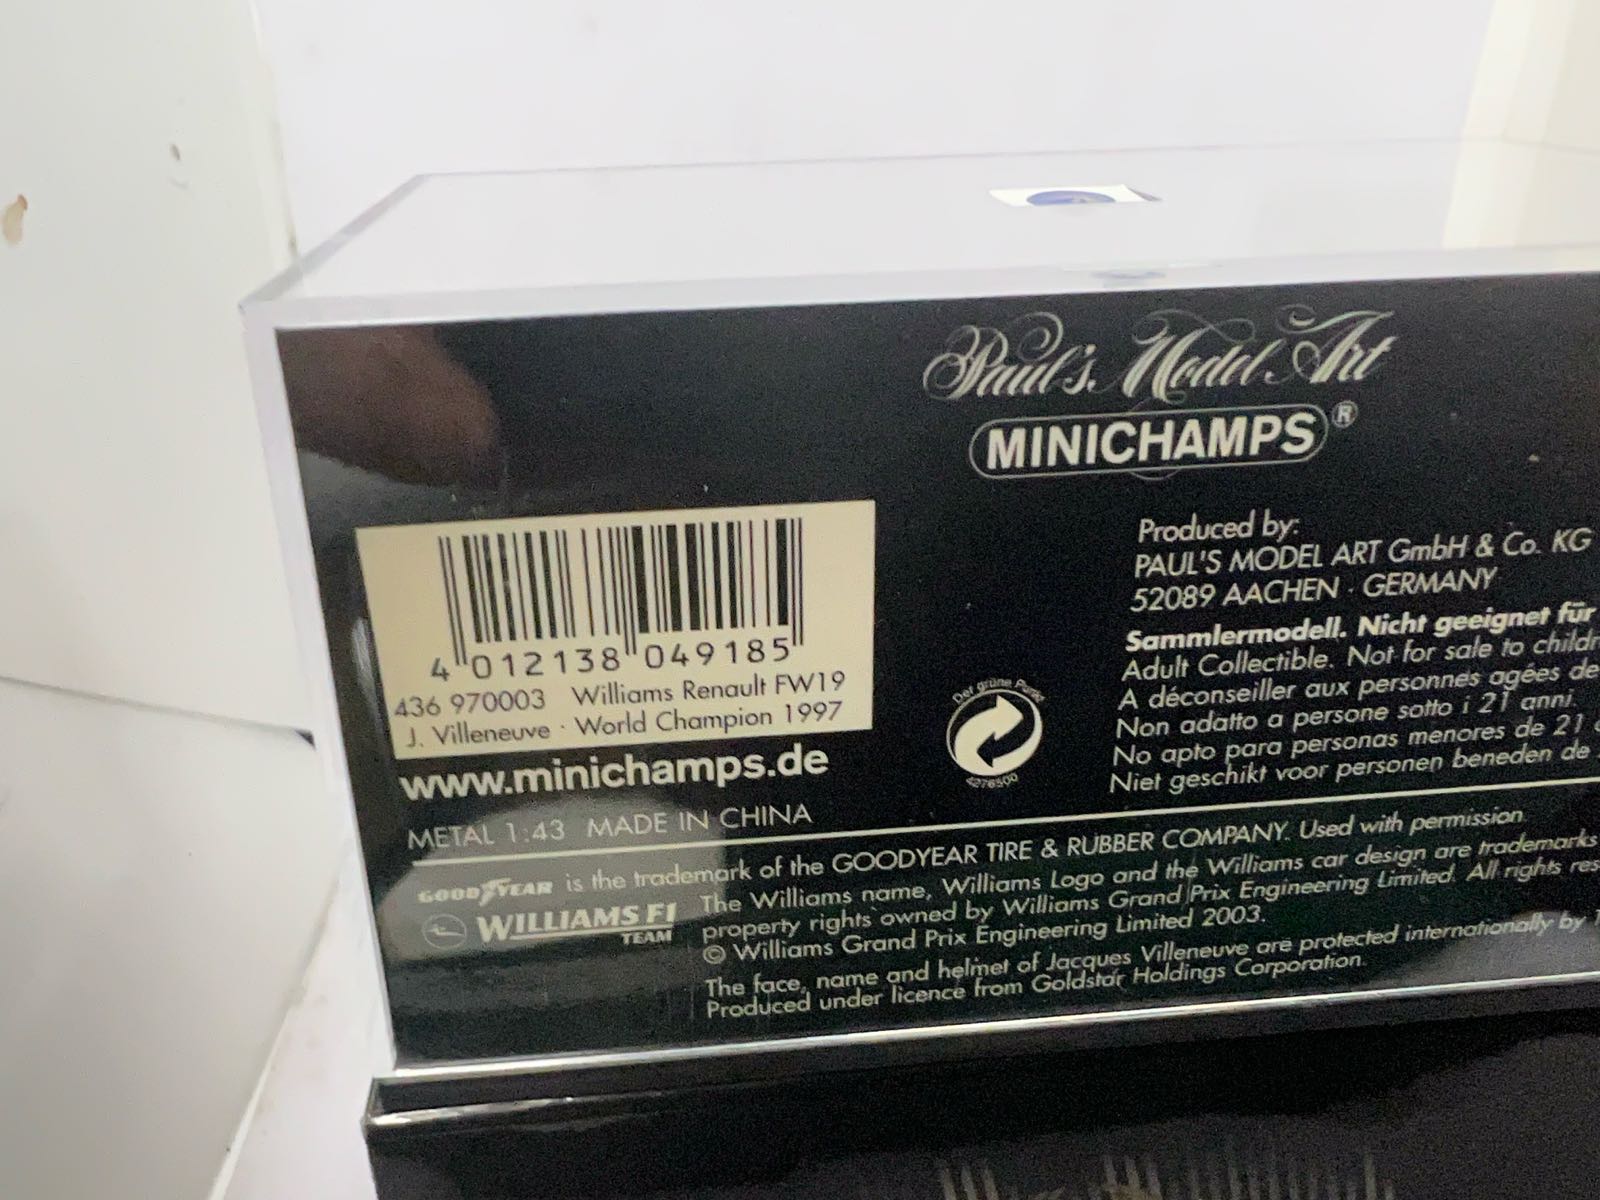 Paul's Model Art
MINICHAMPS®
4 012138 049185
436 970003 Williams Renault FW19
J. Villeneuve · World Champion 1997
www.minichamps.de
METAL 1:43 MADE IN CHINA
Der grüne Punkt
4276500
Produced by:
PAUL'S MODEL ART GmbH & Co. KG
52089 AACHEN · GERMANY
Sammlermodell. Nicht geeignet für
Adult Collectible. Not for sale to childr
A déconseiller aux personnes agées de
Non adatto a persone sotto i 21 anni.
No apto para personas menores de 21
Niet geschikt voor personen beneden de
GOODYEAR is the trademark of the GOODYEAR TIRE & RUBBER COMPANY. Used with permission.
WILLIAMS F1
TEAM
The Williams name, Williams Logo and the Williams car design are trademarks
property rights owned by Williams Grand Prix Engineering Limited. All rights res
© Williams Grand Prix Engineering Limited 2003.
The face, name and helmet of Jacques Villeneuve are protected internationally by
Produced under licence from Goldstar Holdings Corporation.